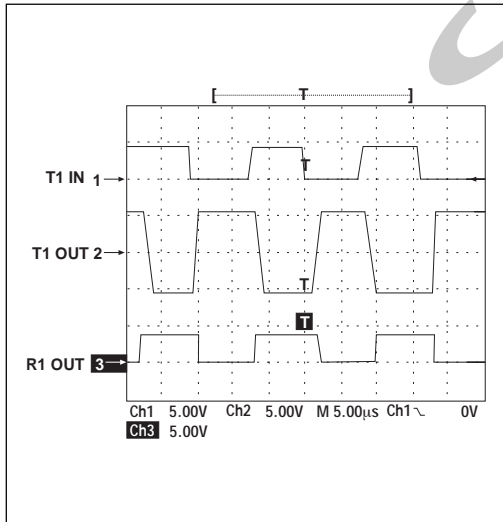 [ T ]
T
T1 IN 1
T1 OUT 2
T
T
R1 OUT 3
Ch1 5.00V Ch2 5.00V M 5.00µs Ch1 0V
Ch3 5.00V